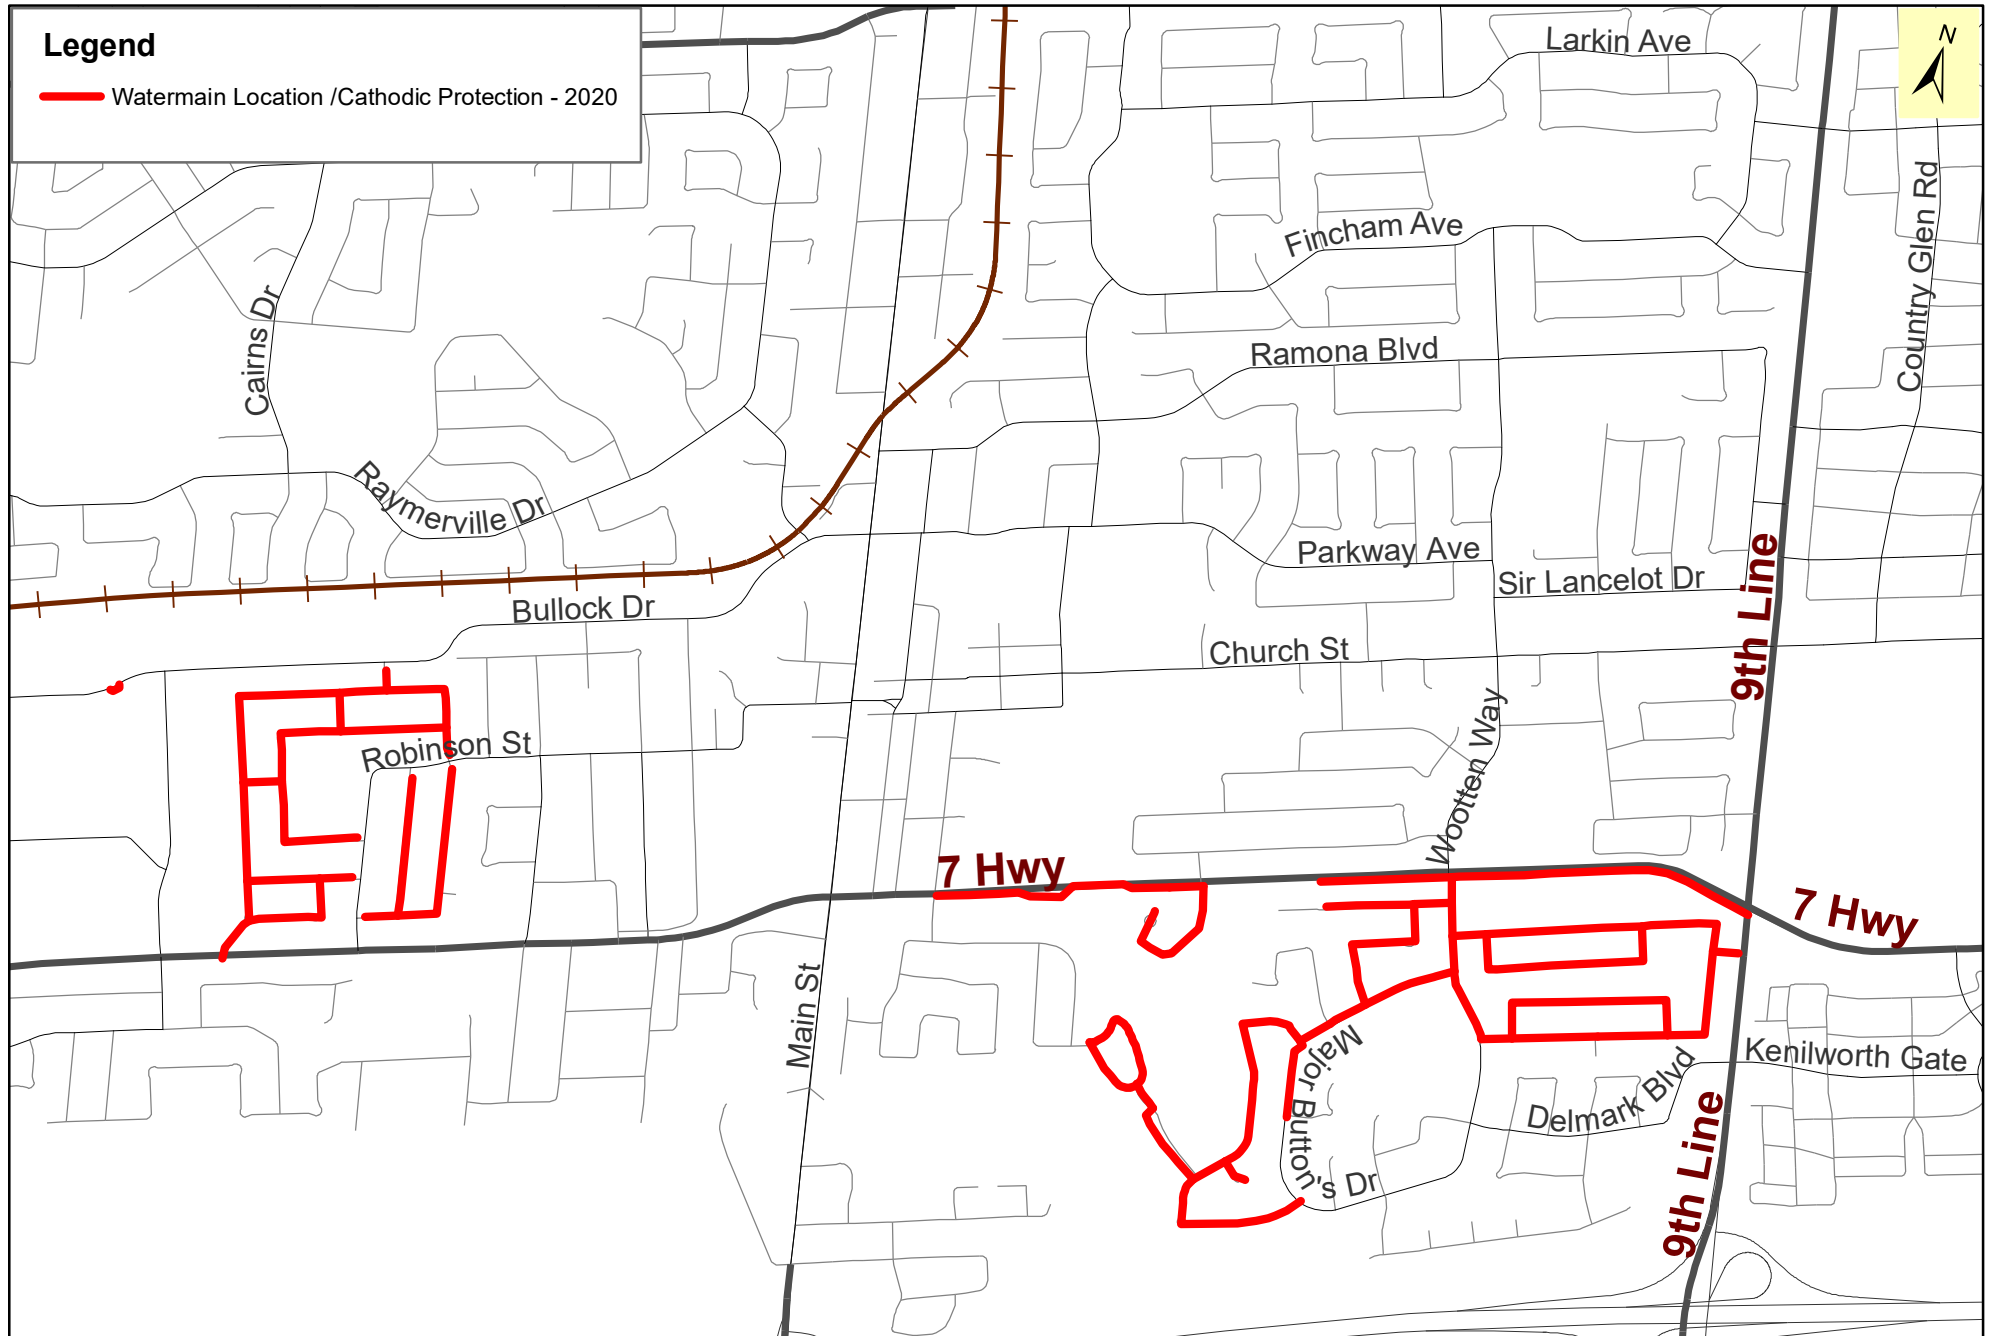 Legend
Watermain Location /Cathodic Protection - 2020
N
Larkin Ave
Country Glen Rd
Fincham Ave
Cairns Dr
Ramona Blvd
Raymerville Dr
Parkway Ave
Sir Lancelot Dr
9th Line
Bullock Dr
Church St
Wootten Way
Robinson St
7 Hwy
7 Hwy
Main St
Major Button's Dr
Kenilworth Gate
Delmark Blvd
9th Line